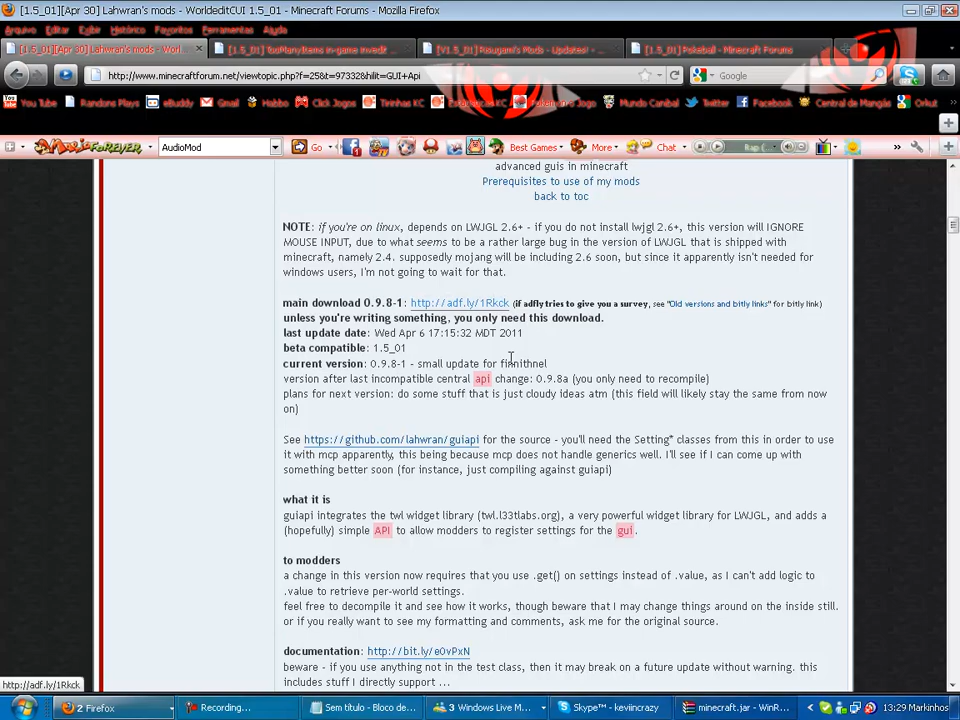 [1.5_01][Apr 30] Lahwran's mods - WorldeditCUI 1.5_01 - Minecraft Forums - Mozilla Firefox
Arquivo Editar Exibir Histórico Favoritos Ferramentas Ajuda
[1.5_01][Apr 30] Lahwran's mods - Worl...
[1.5_01] TooManyItems in-game invedit ...
[V1.5_01] Risugami's Mods - Updates! - ...
[1.5_01] Pokeball - Minecraft Forums
http://www.minecraftforum.net/viewtopic.php?f=25&t=97332&hilit=GUI+Api
Google
You Tube Randons Plays eBuddy Gmail Habbo Click Jogos Tirinhas KC Pokémon o Jogo Mundo Canibal Twitter Facebook Central de Mangás Orkut
AudioMod Go Best Games More Chat Rap
advanced guis in minecraft
Prerequisites to use of my mods
back to toc
NOTE: if you're on linux, depends on LWJGL 2.6+ - if you do not install lwjgl 2.6+, this version will IGNORE
MOUSE INPUT, due to what seems to be a rather large bug in the version of LWJGL that is shipped with
minecraft, namely 2.4. supposedly mojang will be including 2.6 soon, but since it apparently isn't needed for
windows users, I'm not going to wait for that.
main download 0.9.8-1: http://adf.ly/1Rkck (if adfly tries to give you a survey, see "Old versions and bitly links" for bitly link)
unless you're writing something, you only need this download.
last update date: Wed Apr 6 17:15:32 MDT 2011
beta compatible: 1.5_01
current version: 0.9.8-1 - small update for finithnel
version after last incompatible central api change: 0.9.8a (you only need to recompile)
plans for next version: do some stuff that is just cloudy ideas atm (this field will likely stay the same from now
on)
See https://github.com/lahwran/guiapi for the source - you'll need the Setting* classes from this in order to use
it with mcp apparently, this being because mcp does not handle generics well. I'll see if I can come up with
something better soon (for instance, just compiling against guiapi)
what it is
guiapi integrates the twl widget library (twl.l33tlabs.org), a very powerful widget library for LWJGL, and adds a
(hopefully) simple API to allow modders to register settings for the gui.
to modders
a change in this version now requires that you use .get() on settings instead of .value, as I can't add logic to
.value to retrieve per-world settings.
feel free to decompile it and see how it works, though beware that I may change things around on the inside still.
or if you really want to see my formatting and comments, ask me for the original source.
documentation: http://bit.ly/e0vPxN
beware - if you use anything not in the test class, then it may break on a future update without warning. this
includes stuff I directly support ...
http://adf.ly/1Rkck
2 Firefox Recording... Sem título - Bloco de... 3 Windows Live M... Skype™ - keviincrazy minecraft.jar - WinR... 13:29 Markinhos